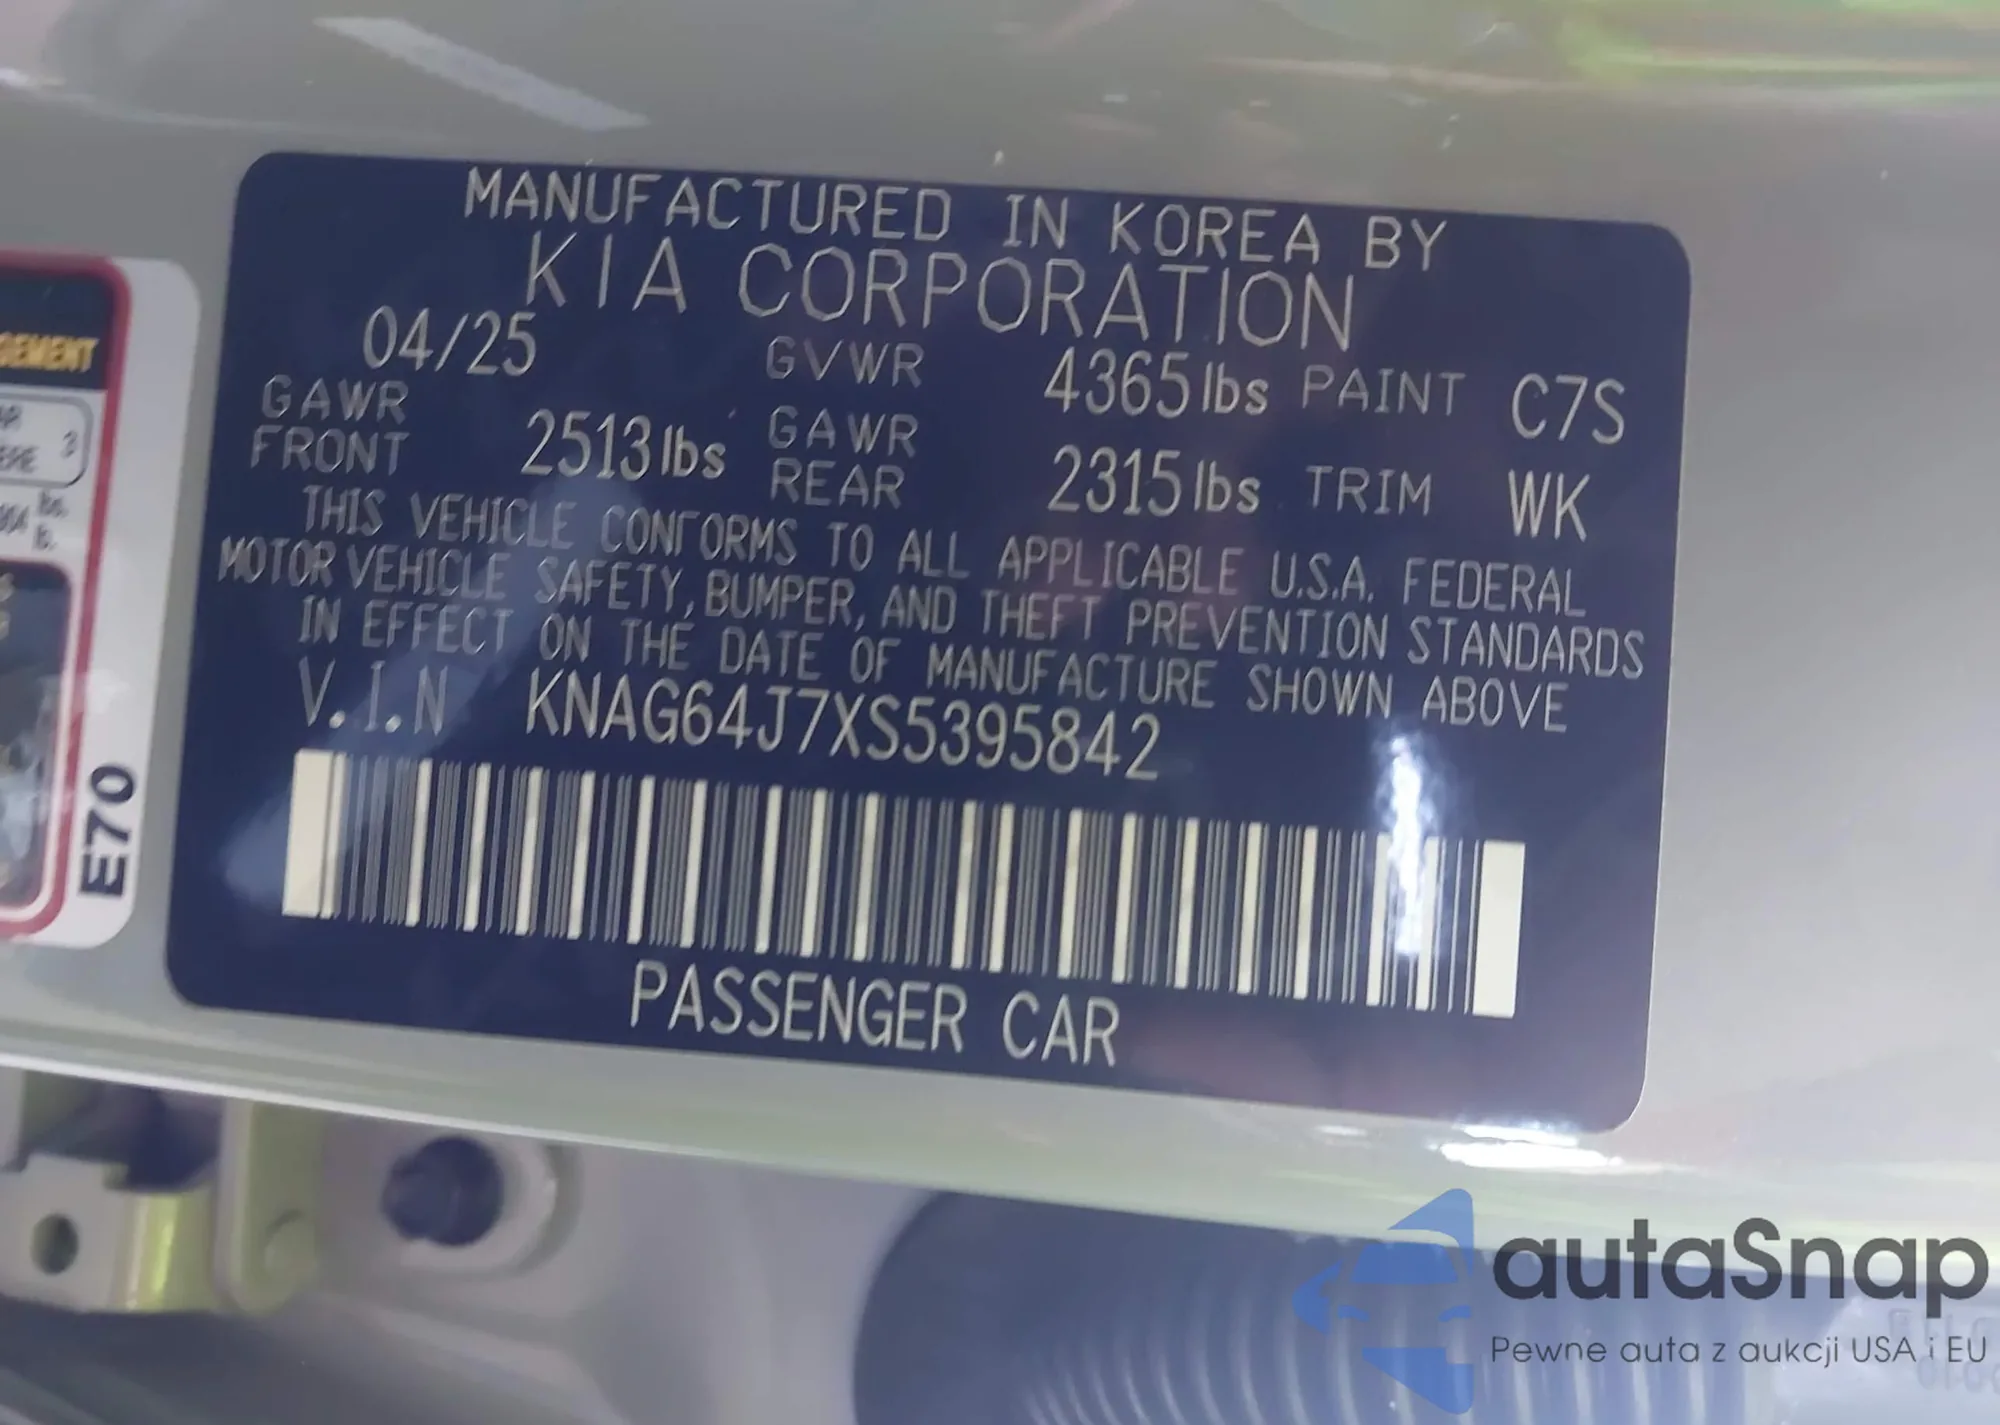 MANUFACTURED IN KOREA BY
KIA CORPORATION
04/25 GVWR 4365 lbs PAINT C7S
GAWR FRONT 2513 lbs GAWR REAR 2315 lbs TRIM WK
THIS VEHICLE CONFORMS TO ALL APPLICABLE U.S.A. FEDERAL
MOTOR VEHICLE SAFETY, BUMPER, AND THEFT PREVENTION STANDARDS
IN EFFECT ON THE DATE OF MANUFACTURE SHOWN ABOVE
V.I.N KNAG64J7XS5395842
PASSENGER CAR
3
lbs.
E70
autaSnap
Pewne auta z aukcji USA i EU